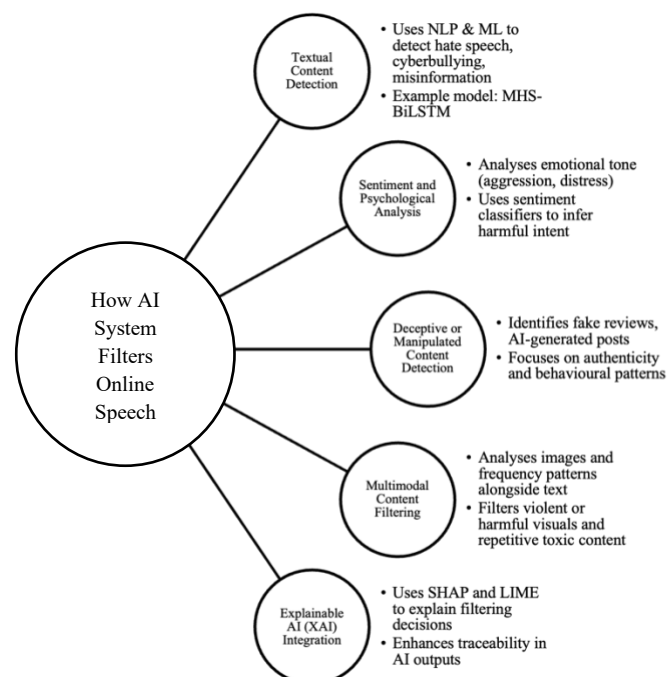 Textual
Content
Detection
• Uses NLP & ML to
detect hate speech,
cyberbullying,
misinformation
• Example model: MHS-
BiLSTM
Sentiment and
Psychological
Analysis
• Analyses emotional tone
(aggression, distress)
• Uses sentiment
classifiers to infer
harmful intent
How AI
System
Filters
Online
Speech
Deceptive or
Manipulated
Content
Detection
• Identifies fake reviews,
AI-generated posts
• Focuses on authenticity
and behavioural patterns
Multimodal
Content
Filtering
• Analyses images and
frequency patterns
alongside text
• Filters violent or
harmful visuals and
repetitive toxic content
Explainable
AI (XAI)
Integration
• Uses SHAP and LIME
to explain filtering
decisions
• Enhances traceability in
AI outputs